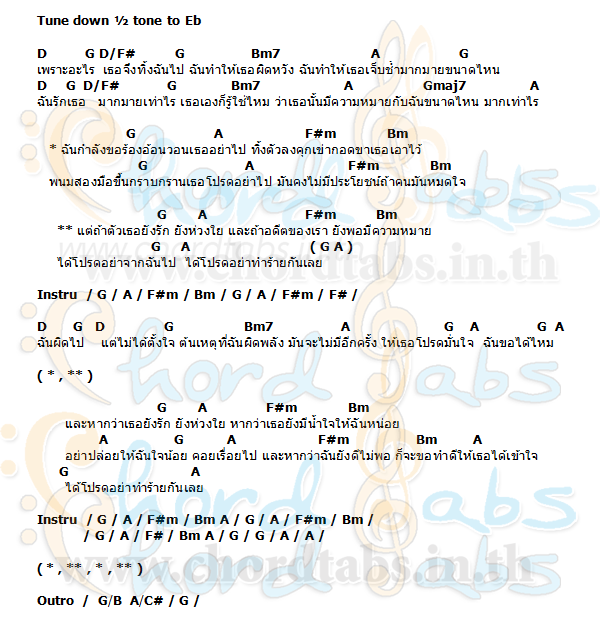 Tune down ½ tone to Eb
D G D/F# G Bm7 A G
เพราะอะไร เธอจึงทิ้งฉันไป ฉันทำให้เธอผิดหวัง ฉันทำให้เธอเจ็บช้ำมากมายขนาดไหน
D G D/F# G Bm7 A Gmaj7 A
ฉันรักเธอ มากมายเท่าไร เธอเองก็รู้ใช่ไหม ว่าเธอนั้นมีความหมายกับฉันขนาดไหน มากเท่าไร
G A F#m Bm
* ฉันกำลังขอร้องอ้อนวอนเธออย่าไป ทิ้งตัวลงคุกเข่ากอดขาเธอเอาไว้
G A F#m Bm
พนมสองมือขึ้นกราบกรานเธอโปรดอย่าไป มันคงไม่มีประโยชน์ถ้าคนมันหมดใจ
G A F#m Bm
** แต่ถ้าตัวเธอยังรัก ยังห่วงใย และถ้าอดีตของเรา ยังพอมีความหมาย
G A ( G A )
ได้โปรดอย่าจากฉันไป ได้โปรดอย่าทำร้ายกันเลย
www.chordtabs.in.th
Instru / G / A / F#m / Bm / G / A / F#m / F# /
D G D G Bm7 A G A G A
ฉันผิดไป แต่ไม่ได้ตั้งใจ ต้นเหตุที่ฉันผิดพลั้ง มันจะไม่มีอีกครั้ง ให้เธอโปรดมั่นใจ ฉันขอได้ไหม
( * , ** )
G A F#m Bm
และหากว่าเธอยังรัก ยังห่วงใย หากว่าเธอยังมีน้ำใจให้ฉันหน่อย
A G A F#m Bm A
อย่าปล่อยให้ฉันใจน้อย คอยเรื่อยไป และหากว่าฉันยังดีไม่พอ ก็จะขอทำดีให้เธอได้เข้าใจ
G A
ได้โปรดอย่าทำร้ายกันเลย
Instru / G / A / F#m / Bm A / G / A / F#m / Bm /
/ G / A / F# / Bm A / G / G / A / A /
( * , ** , * , ** )
www.chordtabs.in.th
Outro / G/B A/C# / G /